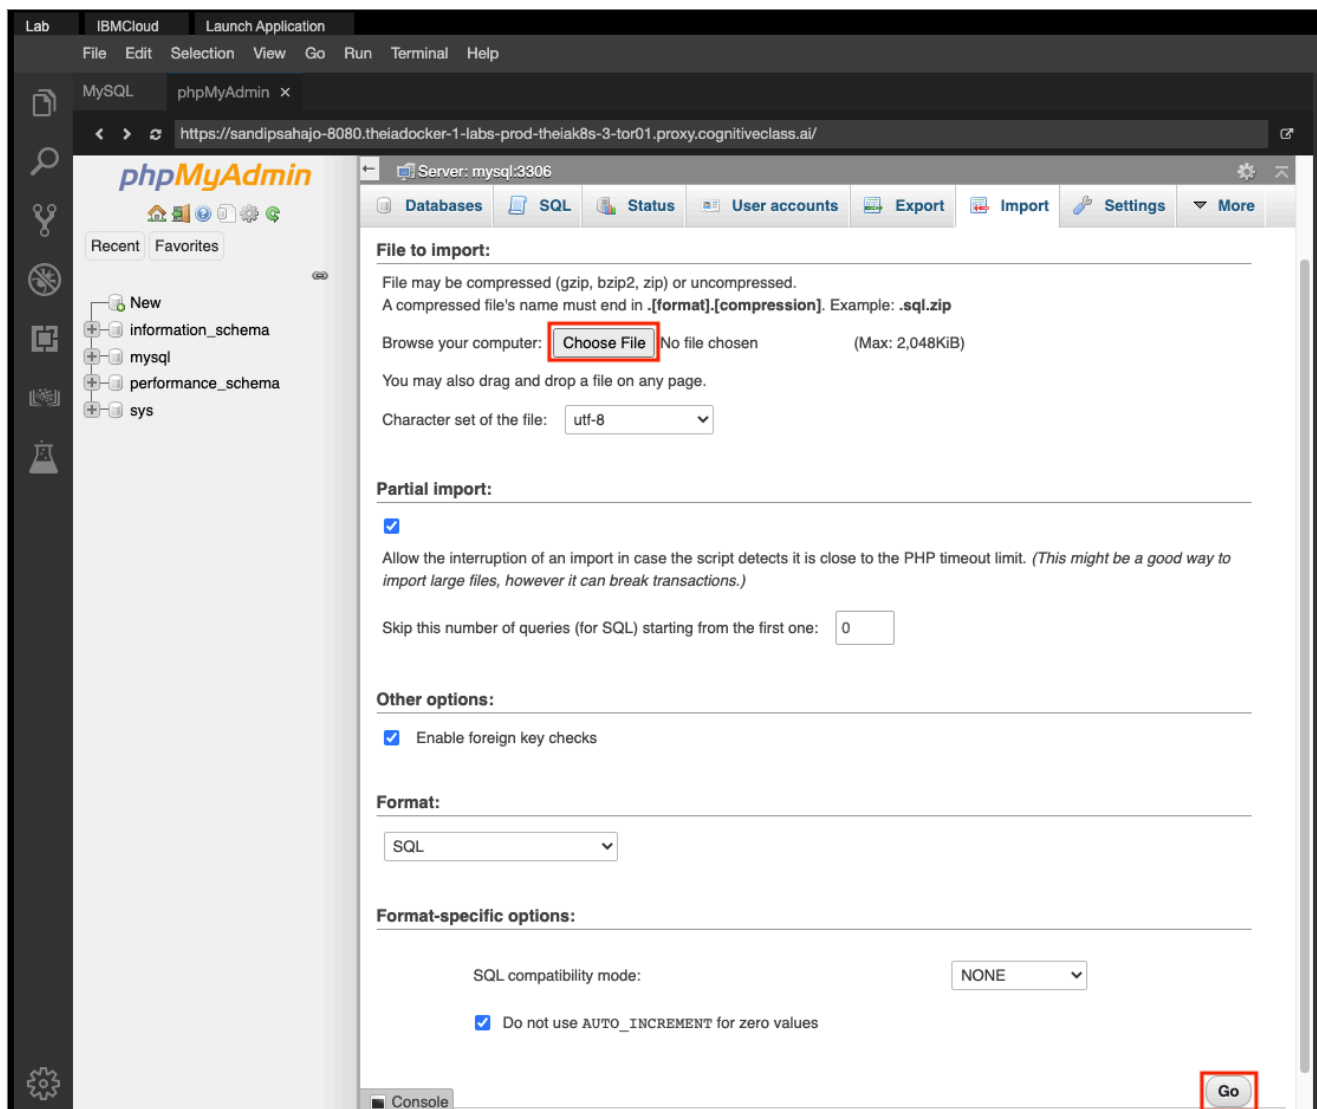 Lab IBMCloud Launch Application
File Edit Selection View Go Run Terminal Help
MySQL phpMyAdmin ×
https://sandipsahajo-8080.theiadocker-1-labs-prod-theiak8s-3-tor01.proxy.cognitiveclass.ai/
phpMyAdmin
Recent Favorites
New
information_schema
mysql
performance_schema
sys
Server: mysql:3306
Databases SQL Status User accounts Export Import Settings More
File to import:
File may be compressed (gzip, bzip2, zip) or uncompressed.
A compressed file's name must end in .[format].[compression]. Example: .sql.zip
Browse your computer: Choose File No file chosen (Max: 2,048KiB)
You may also drag and drop a file on any page.
Character set of the file: utf-8
Partial import:
Allow the interruption of an import in case the script detects it is close to the PHP timeout limit. (This might be a good way to
import large files, however it can break transactions.)
Skip this number of queries (for SQL) starting from the first one: 0
Other options:
Enable foreign key checks
Format:
SQL
Format-specific options:
SQL compatibility mode: NONE
Do not use AUTO_INCREMENT for zero values
Go
Console